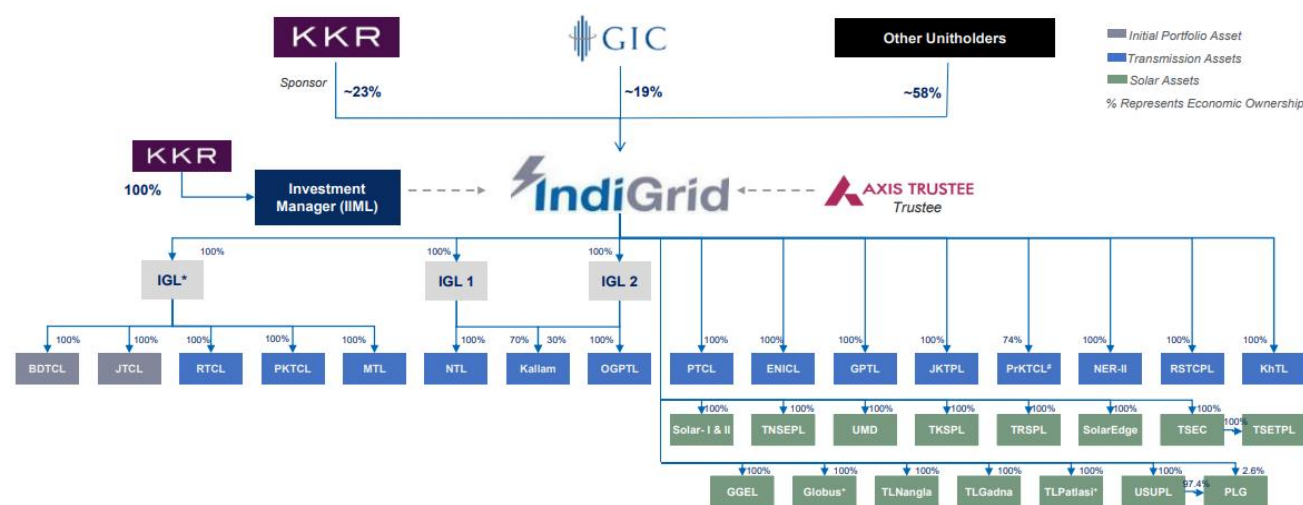 KKR
GIC
Other Unitholders
Initial Portfolio Asset
Transmission Assets
Solar Assets
% Represents Economic Ownership
Sponsor
~23%
~19%
~58%
KKR
100%
Investment
Manager (IIML)
IndiGrid
AXIS TRUSTEE
Trustee
100%
100%
100%
IGL*
IGL 1
IGL 2
100%
100%
100%
100%
100%
100%
70%
30%
100%
100%
100%
100%
100%
74%
100%
100%
100%
BDTCL
JTCL
RTCL
PKTCL
MTL
NTL
Kallam
OGPTL
PTCL
ENICL
GPTL
JKTPL
PrKTCL#
NER-II
RSTCPL
KhTL
100%
100%
100%
100%
100%
100%
100%
Solar- I & II
TNSEPL
UMD
TKSPL
TRSPL
SolarEdge
TSEC
100%
TSETPL
100%
100%
100%
100%
100%
100%
2.6%
GGEL
Globus+
TLNangla
TLGadna
TLPatlasi+
USUPL
97.4%
PLG